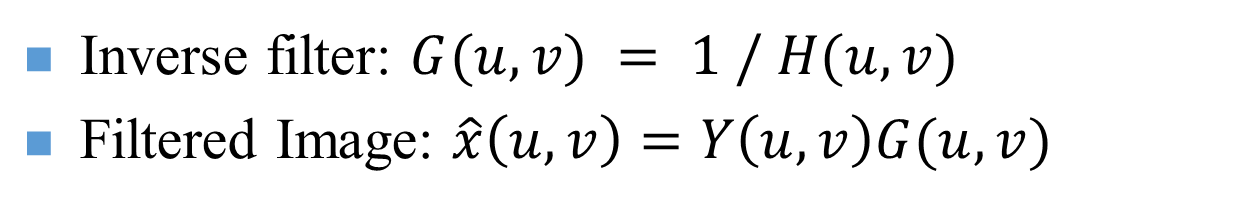 ▪ Inverse filter: G(u, v) = 1 / H(u, v)
▪ Filtered Image: x̂(u, v) = Y(u, v)G(u, v)